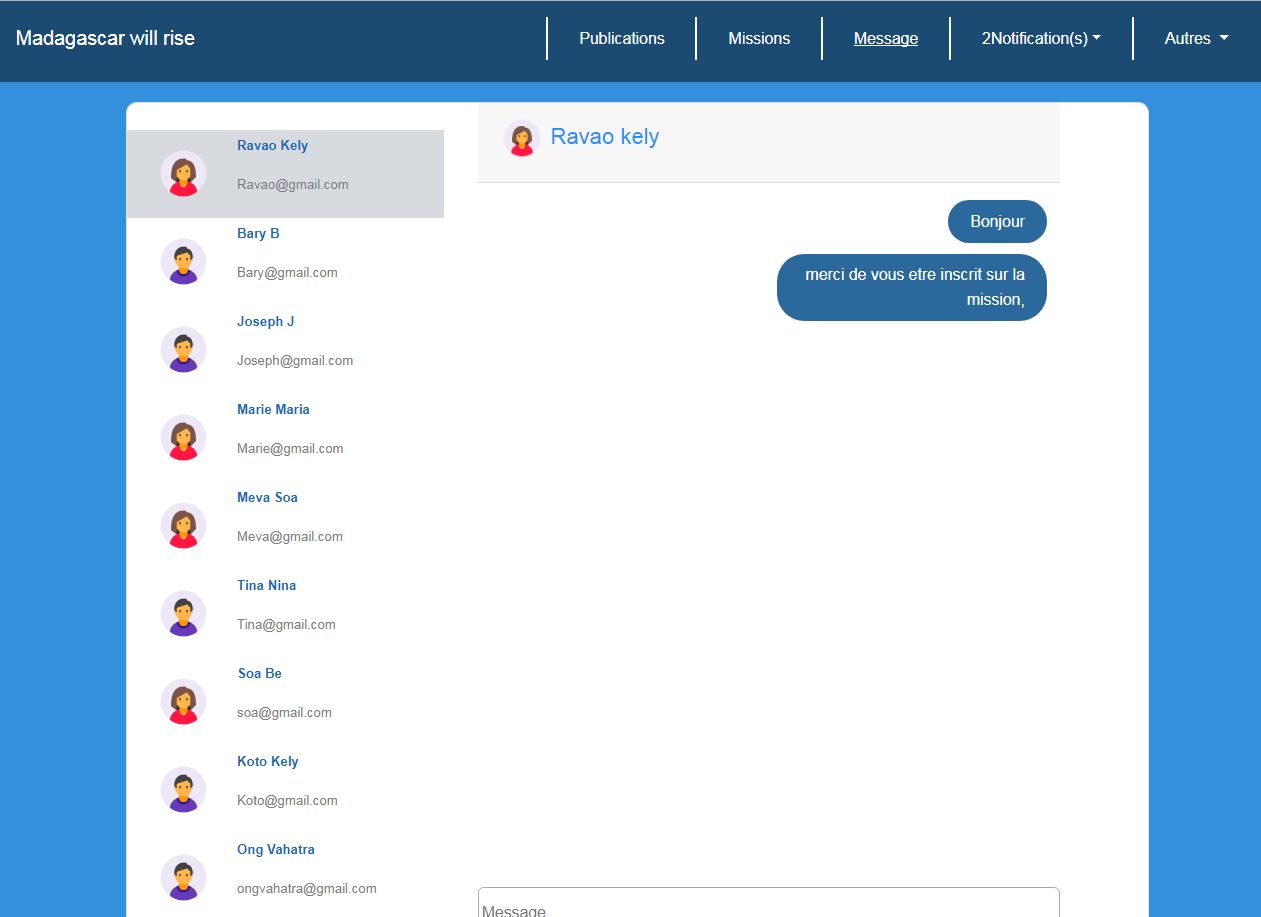 Madagascar will rise
Publications
Missions
Message
2Notification(s)
Autres
Ravao Kely
Ravao@gmail.com
Bary B
Bary@gmail.com
Joseph J
Joseph@gmail.com
Marie Maria
Marie@gmail.com
Meva Soa
Meva@gmail.com
Tina Nina
Tina@gmail.com
Soa Be
soa@gmail.com
Koto Kely
Koto@gmail.com
Ong Vahatra
ongvahatra@gmail.com
Ravao kely
Bonjour
merci de vous etre inscrit sur la
mission,
Message